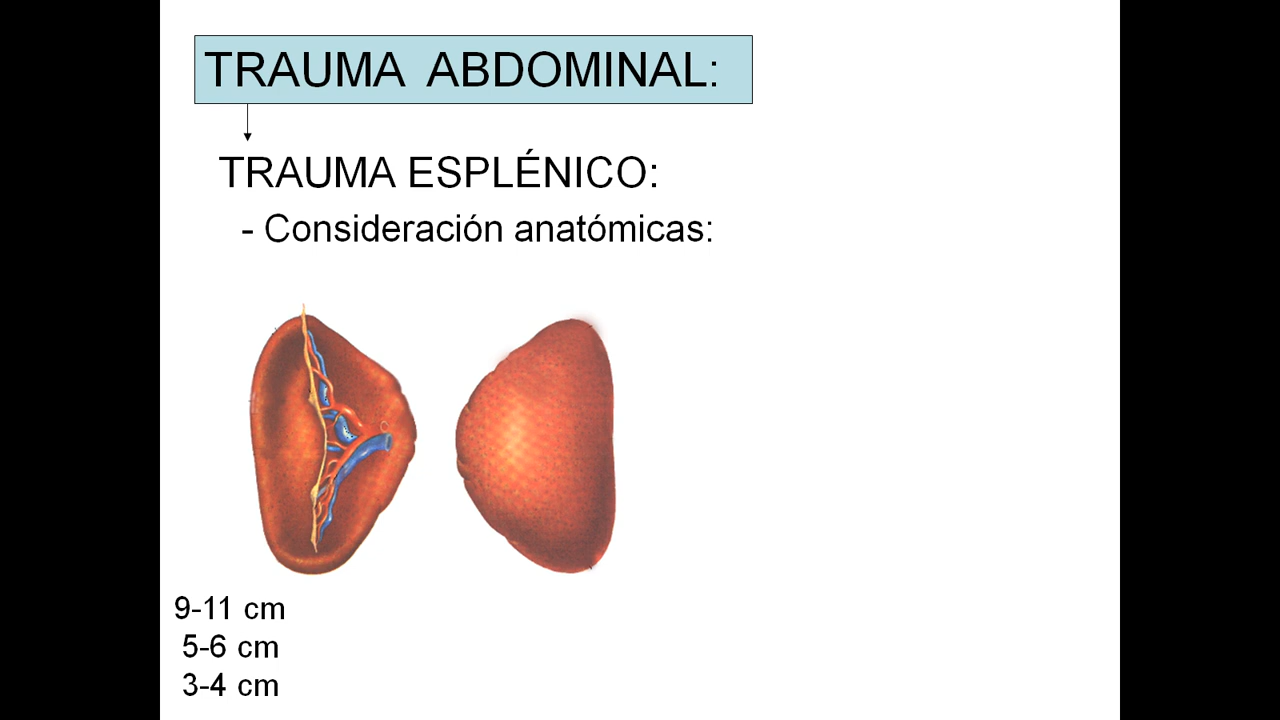 TRAUMA ABDOMINAL:
TRAUMA ESPLÉNICO:
- Consideración anatómicas:
9-11 cm
5-6 cm
3-4 cm